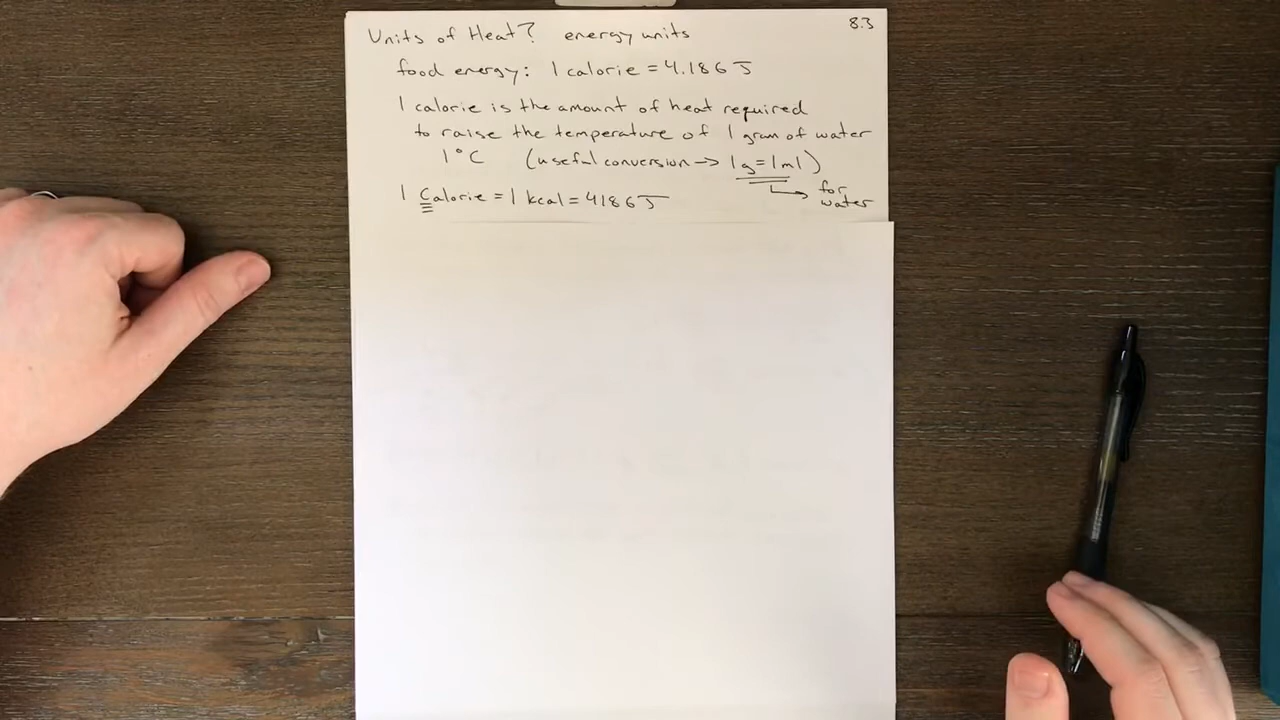 Units of Heat? energy units 8.3
food energy: 1 calorie = 4.186 J
1 calorie is the amount of heat required
to raise the temperature of 1 gram of water
1°C (useful conversion → 1g = 1ml)
↳ for water
1 Calorie = 1 kcal = 4186 J